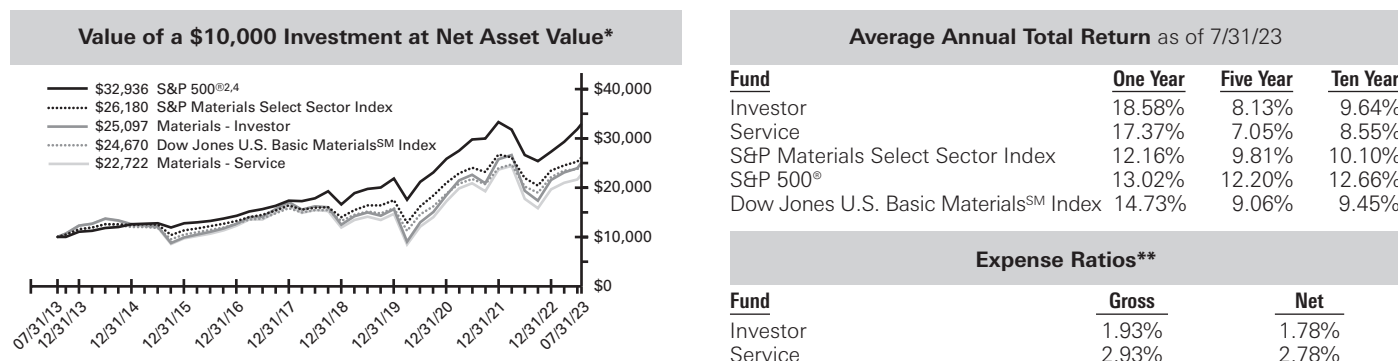 Value of a $10,000 Investment at Net Asset Value*
$32,936 S&P 500®2,4
$26,180 S&P Materials Select Sector Index
$25,097 Materials - Investor
$24,670 Dow Jones U.S. Basic Materials℠ Index
$22,722 Materials - Service
$40,000
$30,000
$20,000
$10,000
$0
07/31/13
12/31/13
12/31/14
12/31/15
12/31/16
12/31/17
12/31/18
12/31/19
12/31/20
12/31/21
12/31/22
07/31/23
Average Annual Total Return as of 7/31/23
Fund One Year Five Year Ten Year
Investor 18.58% 8.13% 9.64%
Service 17.37% 7.05% 8.55%
S&P Materials Select Sector Index 12.16% 9.81% 10.10%
S&P 500® 13.02% 12.20% 12.66%
Dow Jones U.S. Basic Materials℠ Index 14.73% 9.06% 9.45%
Expense Ratios**
Fund Gross Net
Investor 1.93% 1.78%
Service 2.93% 2.78%